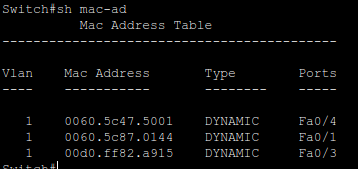 Switch#sh mac-ad
Mac Address Table
-------------------------------------------
Vlan Mac Address Type Ports
---- ----------- -------- -----
1 0060.5c47.5001 DYNAMIC Fa0/4
1 0060.5c87.0144 DYNAMIC Fa0/1
1 00d0.ff82.a915 DYNAMIC Fa0/3
Switch#